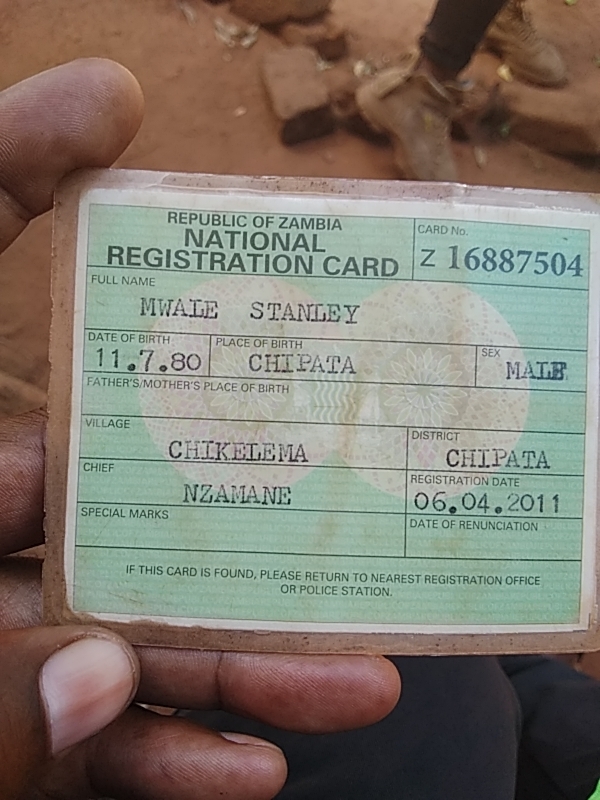 REPUBLIC OF ZAMBIA
NATIONAL
REGISTRATION CARD
CARD No.
Z 16887504
FULL NAME
MWALE STANLEY
DATE OF BIRTH
11.7.80
PLACE OF BIRTH
CHIPATA
SEX
MALE
FATHER'S/MOTHER'S PLACE OF BIRTH
VILLAGE
CHIKELEMA
DISTRICT
CHIPATA
CHIEF
NZAMANE
REGISTRATION DATE
06.04.2011
SPECIAL MARKS
DATE OF RENUNCIATION
IF THIS CARD IS FOUND, PLEASE RETURN TO NEAREST REGISTRATION OFFICE
OR POLICE STATION.